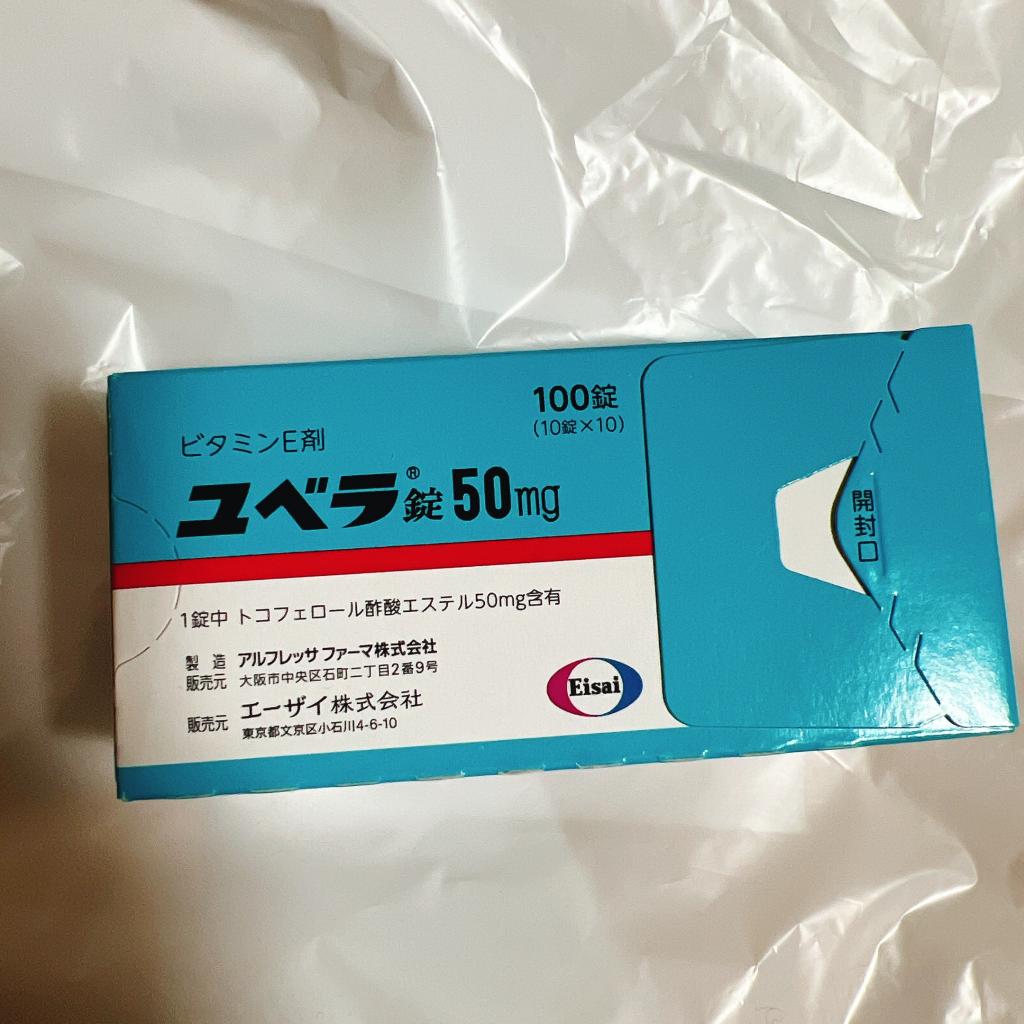 100錠
(10錠×10)
ビタミンE剤
ユベラ®錠50mg
1錠中 トコフェロール酢酸エステル50mg含有
製造販売元 アルフレッサ ファーマ株式会社
大阪市中央区石町二丁目2番9号
販売元 エーザイ株式会社
東京都文京区小石川4-6-10
Eisai
開封口